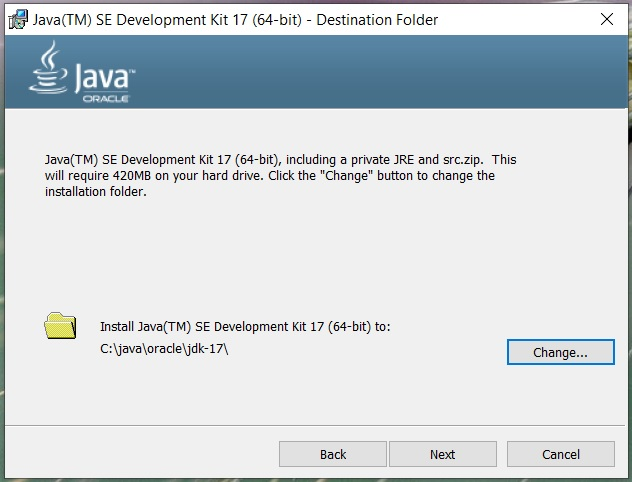 Java(TM) SE Development Kit 17 (64-bit) - Destination Folder
Java™
ORACLE®
Java(TM) SE Development Kit 17 (64-bit), including a private JRE and src.zip. This
will require 420MB on your hard drive. Click the "Change" button to change the
installation folder.
Install Java(TM) SE Development Kit 17 (64-bit) to:
C:\java\oracle\jdk-17\
Change...
Back
Next
Cancel